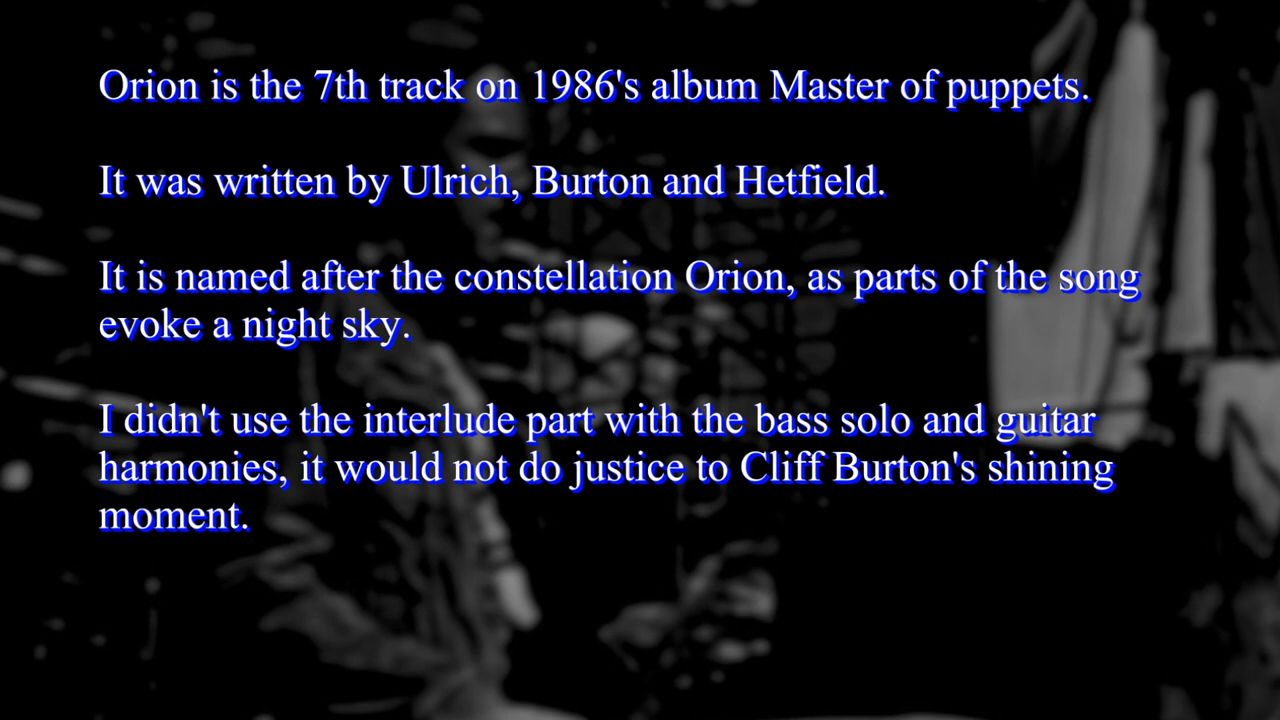 Orion is the 7th track on 1986's album Master of puppets.
It was written by Ulrich, Burton and Hetfield.
It is named after the constellation Orion, as parts of the song
evoke a night sky.
I didn't use the interlude part with the bass solo and guitar
harmonies, it would not do justice to Cliff Burton's shining
moment.